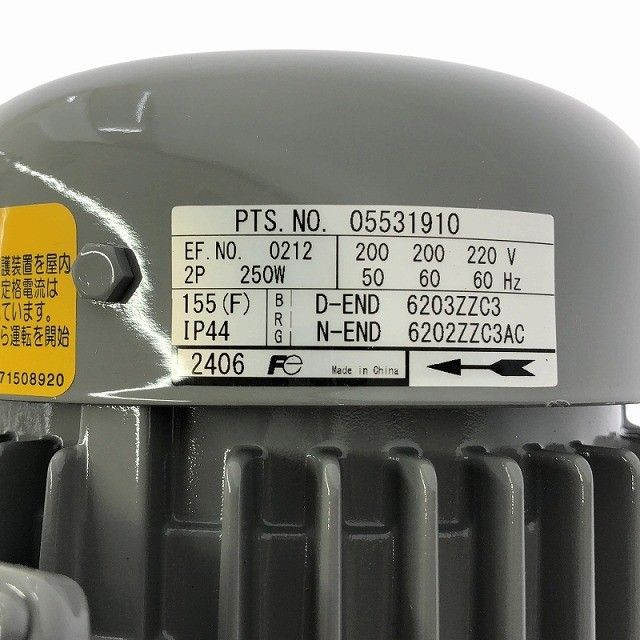 PTS. NO. 05531910
EF. NO. 0212
2P 250W
200 200 220 V
50 60 60 Hz
155 (F)
IP44
BRG
D-END 6203ZZC3
N-END 6202ZZC3AC
2406 Fe Made in China
護装置を屋内
定格電流は
ています。
ら運転を開始
71508920